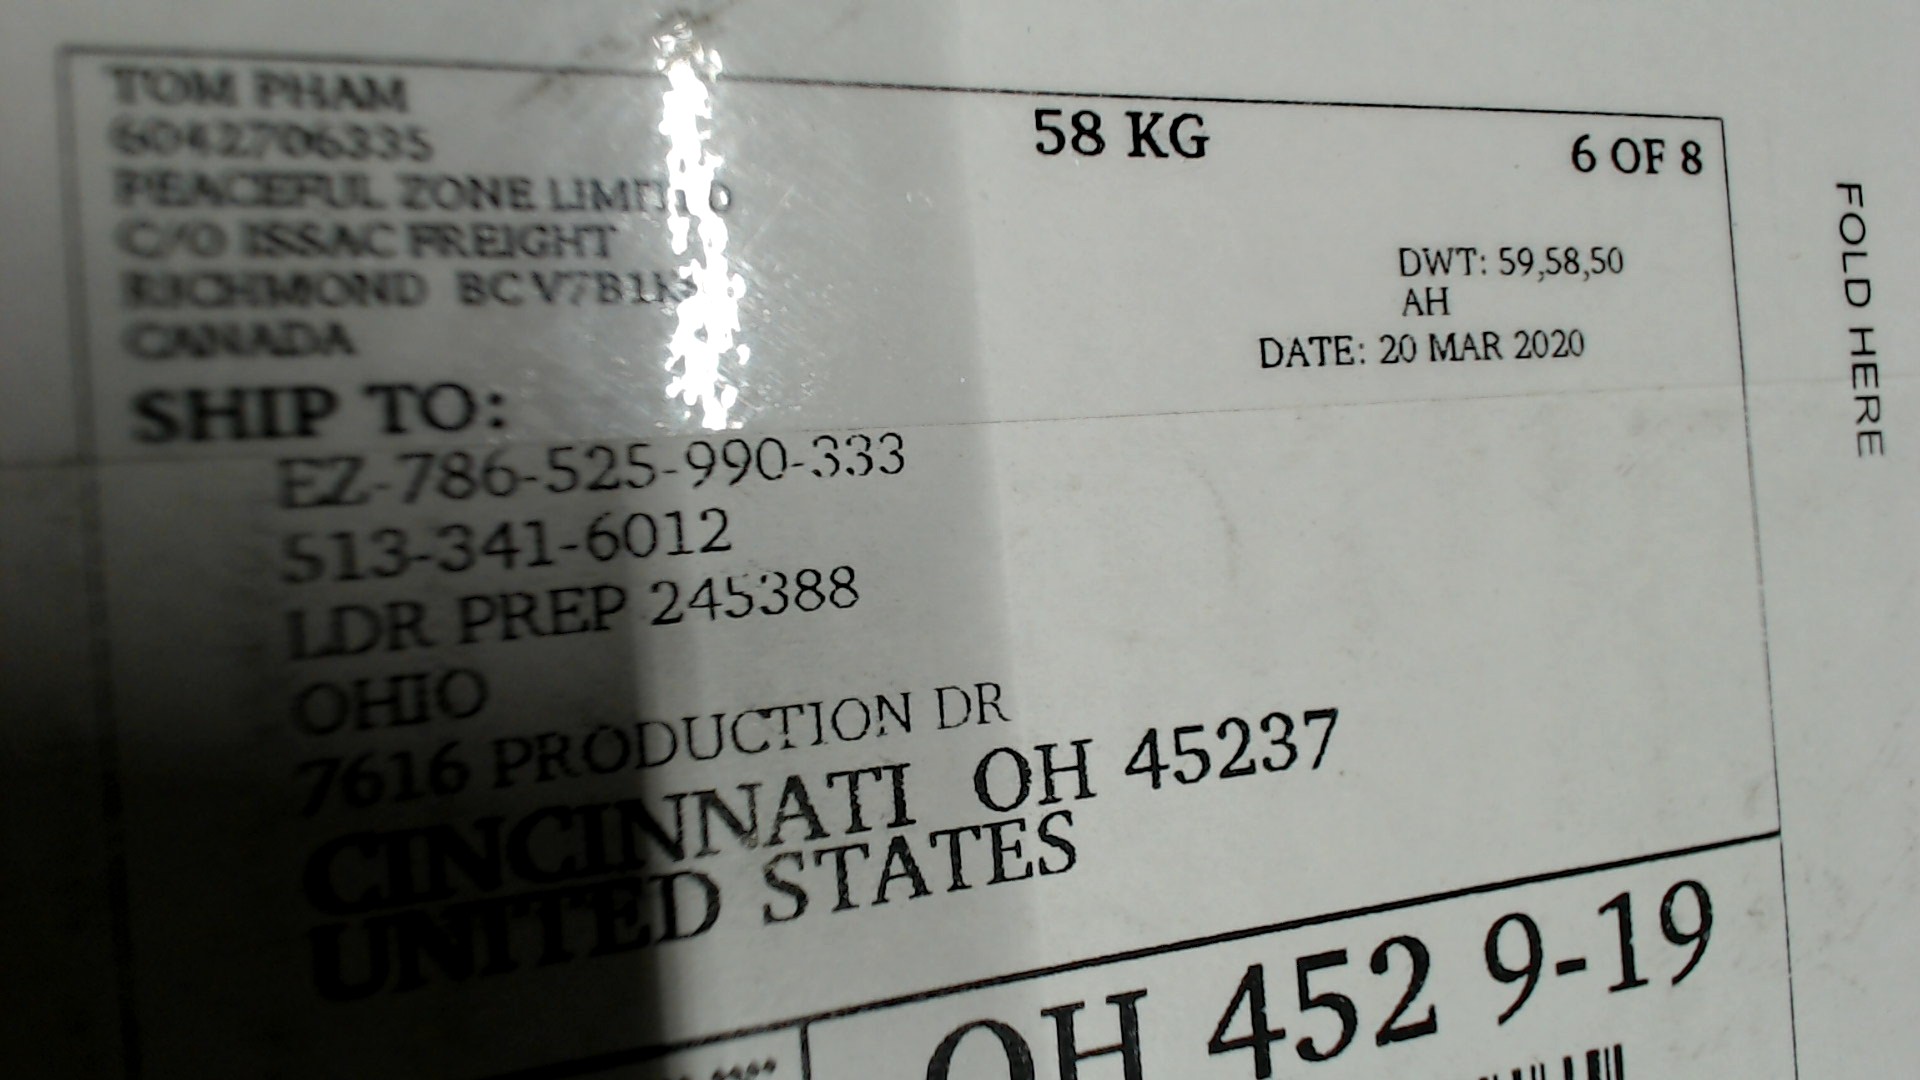 TOM PHAM
6042706335
PEACEFUL ZONE LIMITED
C/O ISSAC FREIGHT
RICHMOND BC
CANADA
58 KG
6 OF 8
DWT: 59,58,50
AH
DATE: 20 MAR 2020
SHIP TO:
EZ-786-525-990-333
513-341-6012
LDR PREP 245388
OHIO
7616 PRODUCTION DR
CINCINNATI OH 45237
UNITED STATES
OH 452 9-19
FOLD HERE